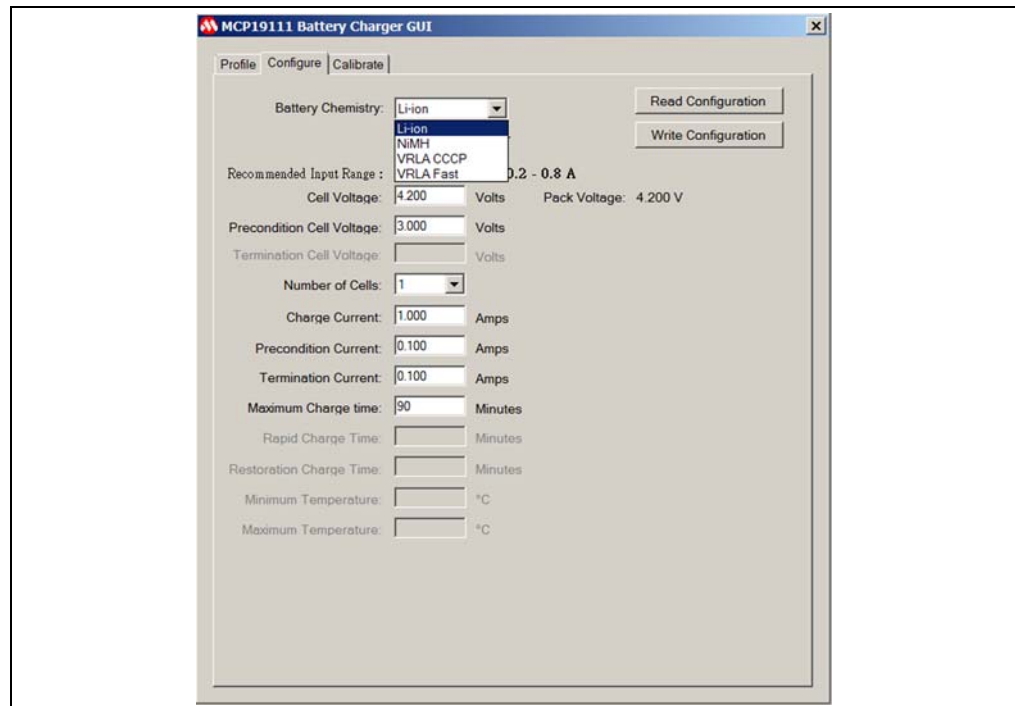 MCP19111 Battery Charger GUI
Profile Configure Calibrate
Battery Chemistry: Li-ion Read Configuration
Li-ion
NiMH
VRLA CCCP
VRLA Fast
Write Configuration
Recommended Input Range : 0.2 - 0.8 A
Cell Voltage: 4.200 Volts Pack Voltage: 4.200 V
Precondition Cell Voltage: 3.000 Volts
Termination Cell Voltage: Volts
Number of Cells: 1
Charge Current: 1.000 Amps
Precondition Current: 0.100 Amps
Termination Current: 0.100 Amps
Maximum Charge time: 90 Minutes
Rapid Charge Time: Minutes
Restoration Charge Time: Minutes
Minimum Temperature: °C
Maximum Temperature: °C